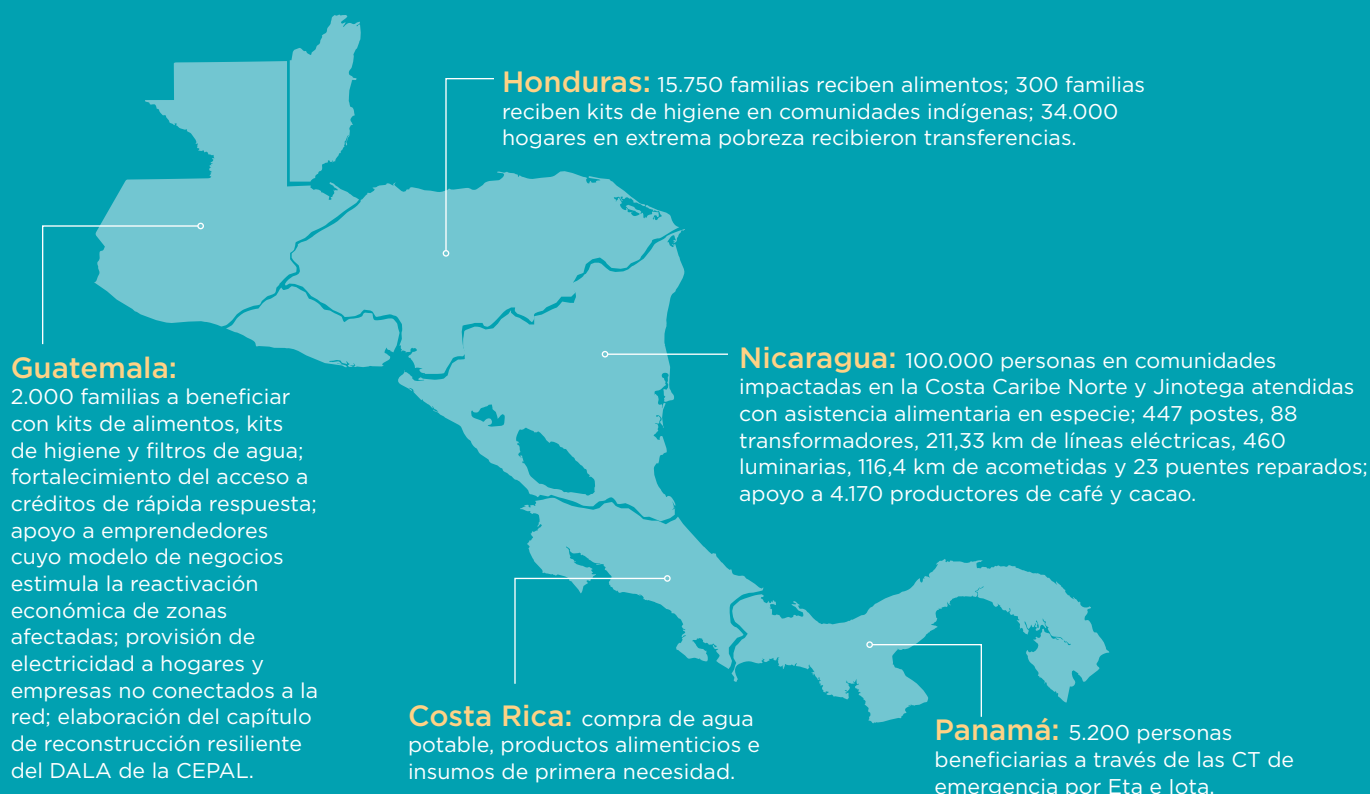 Honduras: 15.750 familias reciben alimentos; 300 familias
reciben kits de higiene en comunidades indígenas; 34.000
hogares en extrema pobreza recibieron transferencias.
Guatemala:
2.000 familias a beneficiar
con kits de alimentos, kits
de higiene y filtros de agua;
fortalecimiento del acceso a
créditos de rápida respuesta;
apoyo a emprendedores
cuyo modelo de negocios
estimula la reactivación
económica de zonas
afectadas; provisión de
electricidad a hogares y
empresas no conectados a la
red; elaboración del capítulo
de reconstrucción resiliente
del DALA de la CEPAL.
Nicaragua: 100.000 personas en comunidades
impactadas en la Costa Caribe Norte y Jinotega atendidas
con asistencia alimentaria en especie; 447 postes, 88
transformadores, 211,33 km de líneas eléctricas, 460
luminarias, 116,4 km de acometidas y 23 puentes reparados;
apoyo a 4.170 productores de café y cacao.
Costa Rica: compra de agua
potable, productos alimenticios e
insumos de primera necesidad.
Panamá: 5.200 personas
beneficiarias a través de las CT de
emergencia por Eta e Iota.